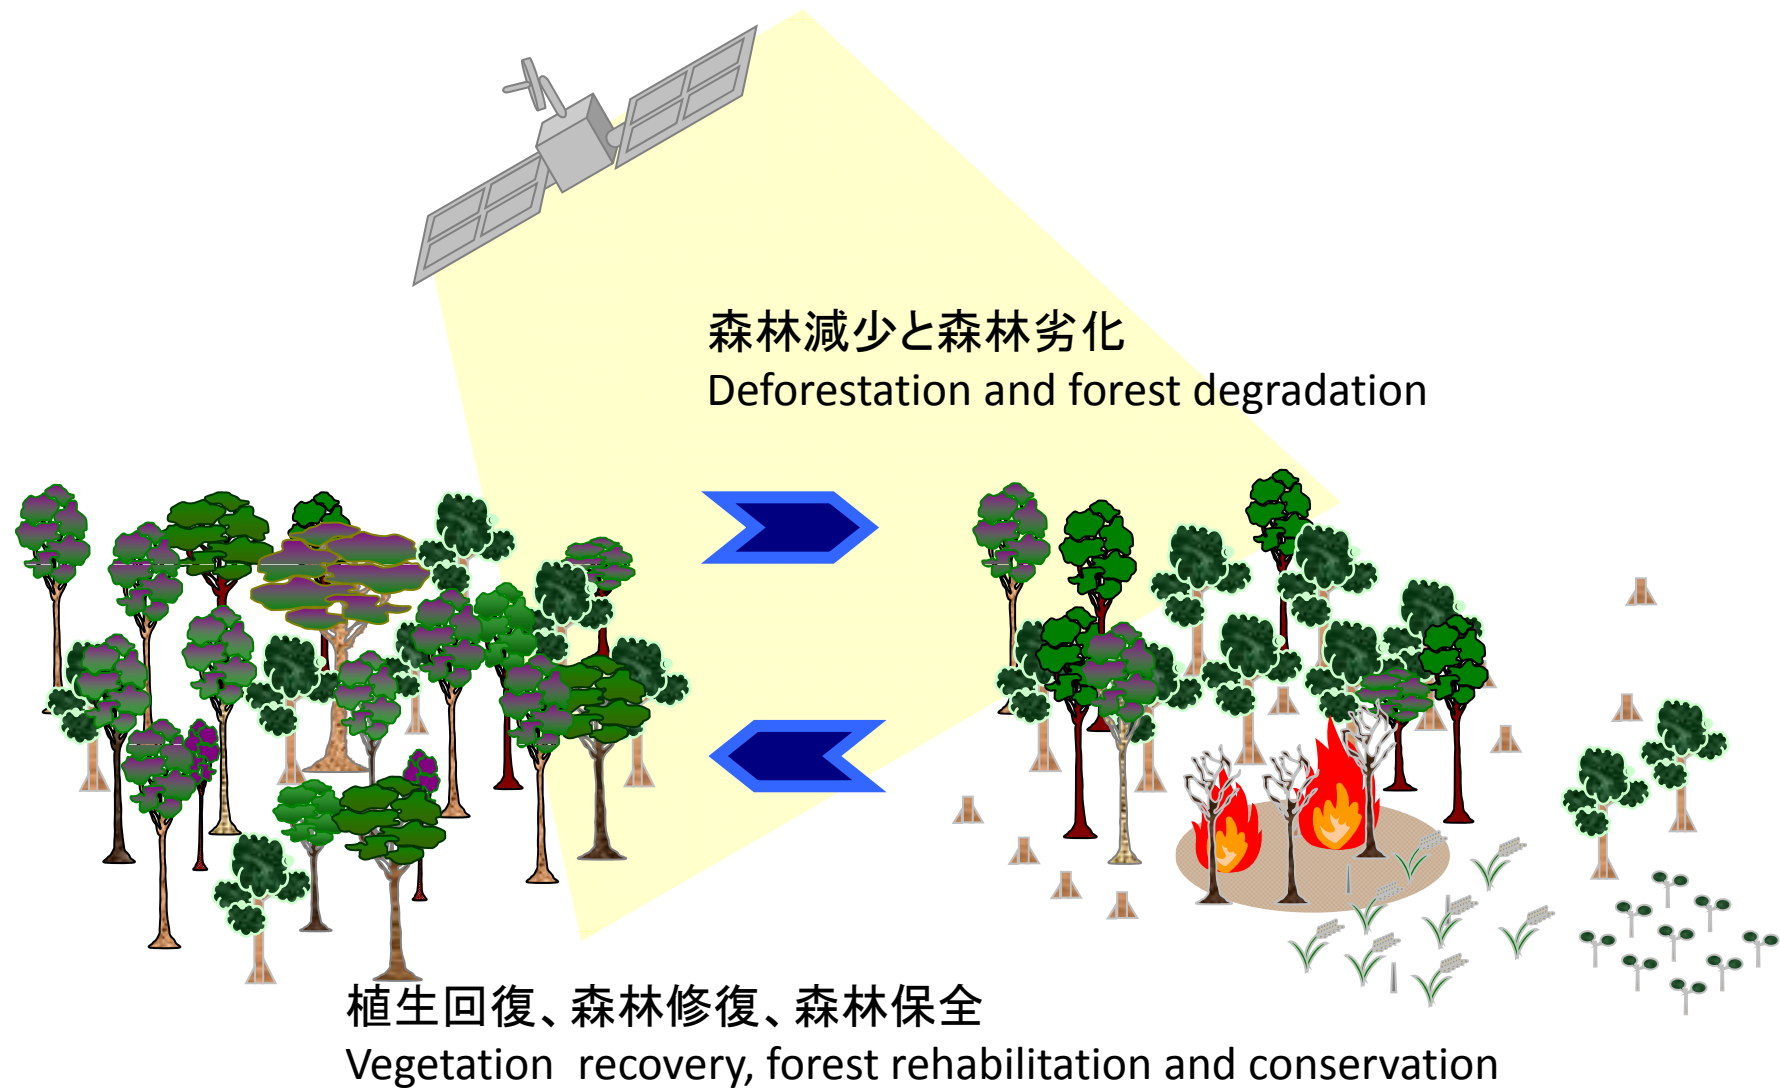 森林減少と森林劣化
Deforestation and forest degradation
植生回復、森林修復、森林保全
Vegetation  recovery, forest rehabilitation and conservation